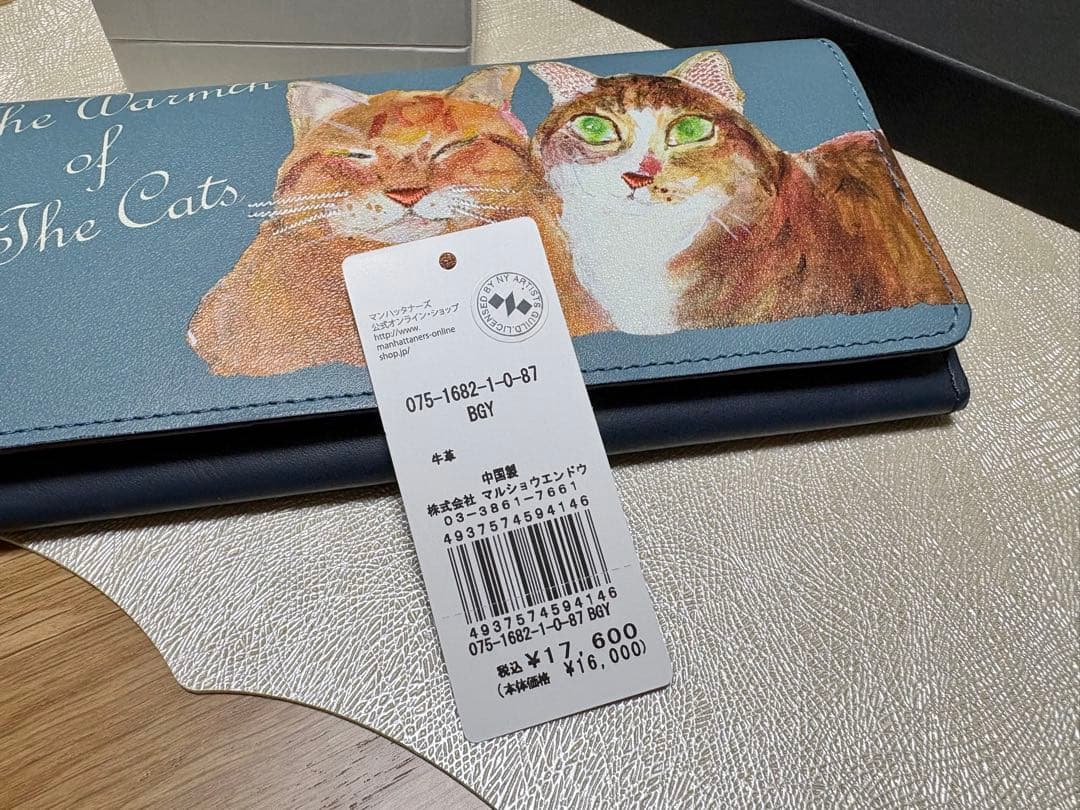 The Warmth
of
The Cats
マンハッタナーズ
公式オンライン・ショップ
http://www.
manhattaners-online
shop.jp/
LICENSED BY NY ARTISTS GUILD.
075-1682-1-0-87
BGY
牛革
中国製
株式会社 マルショウエンドウ
03-3861-7661
4937574594146
4937574594146
075-1682-1-0-87 BGY
税込 ¥17,600
(本体価格 ¥16,000)